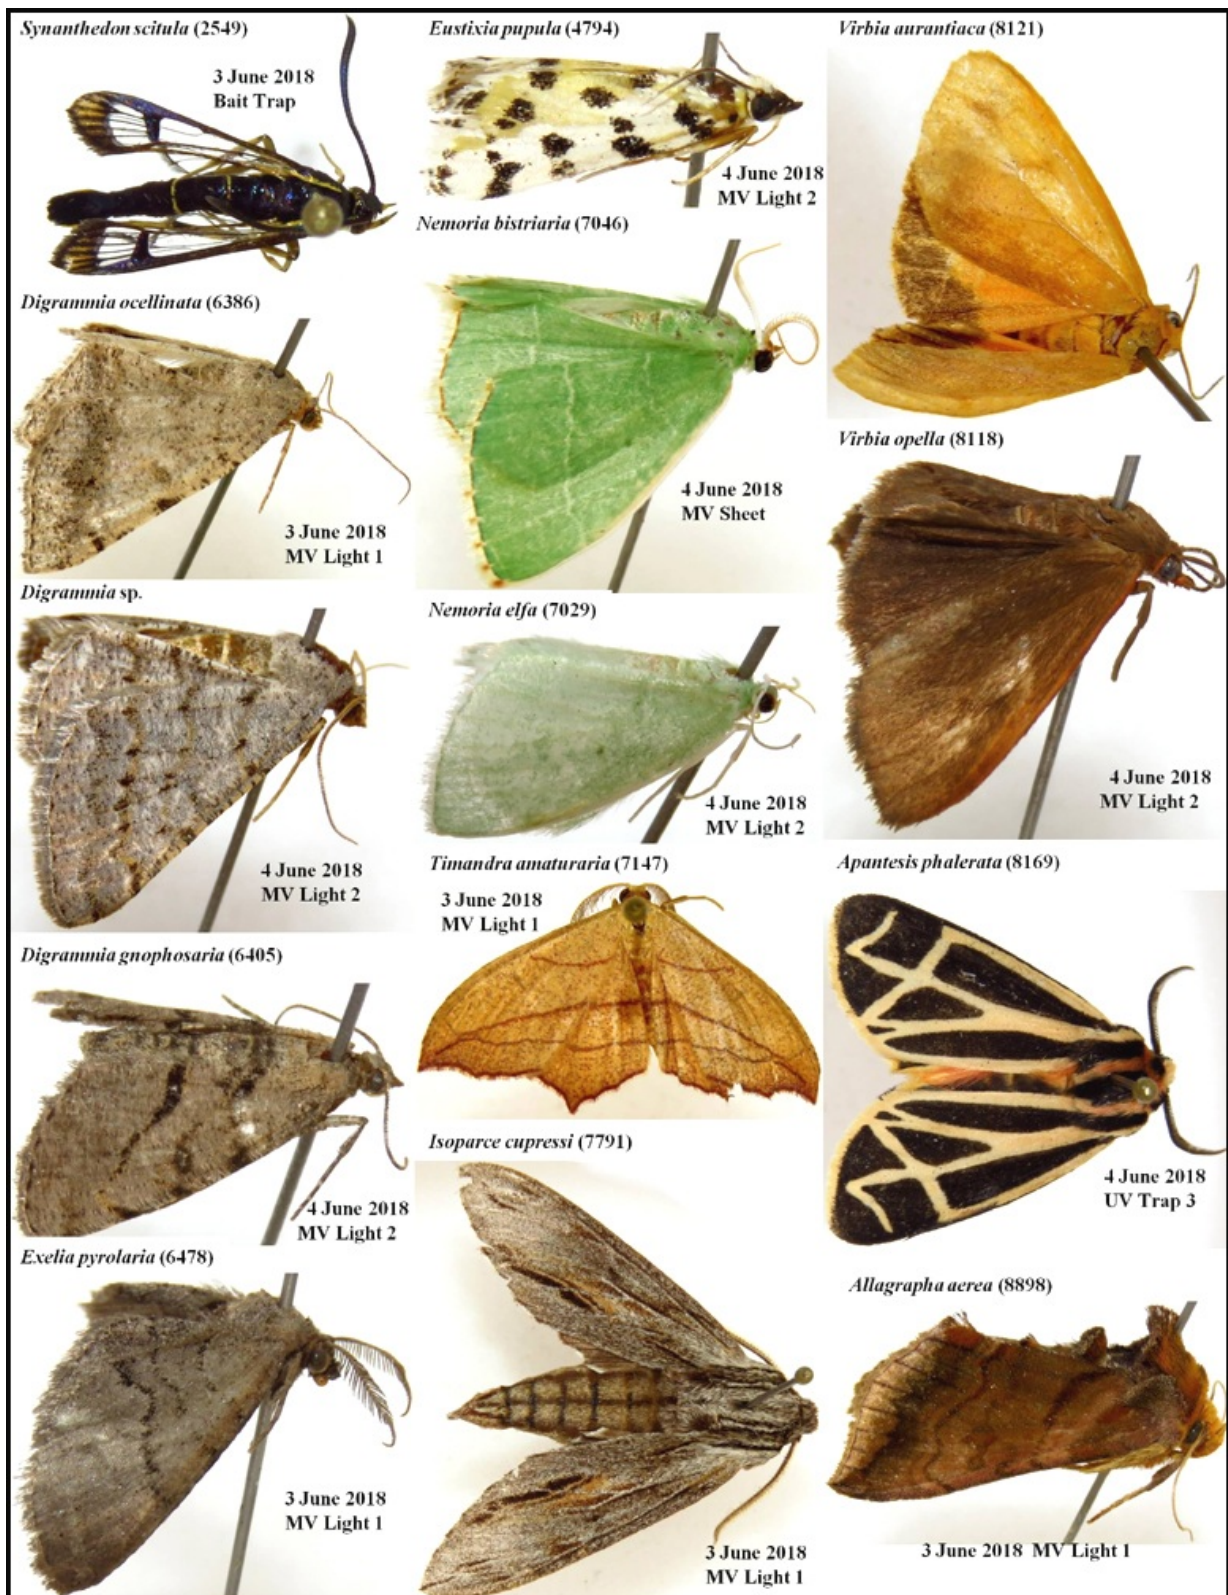 Synanthedon scitula (2549)
3 June 2018
Bait Trap
Digrammia ocellinata (6386)
3 June 2018
MV Light 1
Digrammia sp.
4 June 2018
MV Light 2
Digrammia gnophosaria (6405)
4 June 2018
MV Light 2
Exelia pyrolaria (6478)
3 June 2018
MV Light 1
Eustixia pupula (4794)
4 June 2018
MV Light 2
Nemoria bistriaria (7046)
4 June 2018
MV Sheet
Nemoria elfa (7029)
4 June 2018
MV Light 2
Timandra amaturaria (7147)
3 June 2018
MV Light 1
Isoparce cupressi (7791)
3 June 2018
MV Light 1
Virbia aurantiaca (8121)
Virbia opella (8118)
4 June 2018
MV Light 2
Apantesis phalerata (8169)
4 June 2018
UV Trap 3
Allagrapha aerea (8898)
3 June 2018 MV Light 1